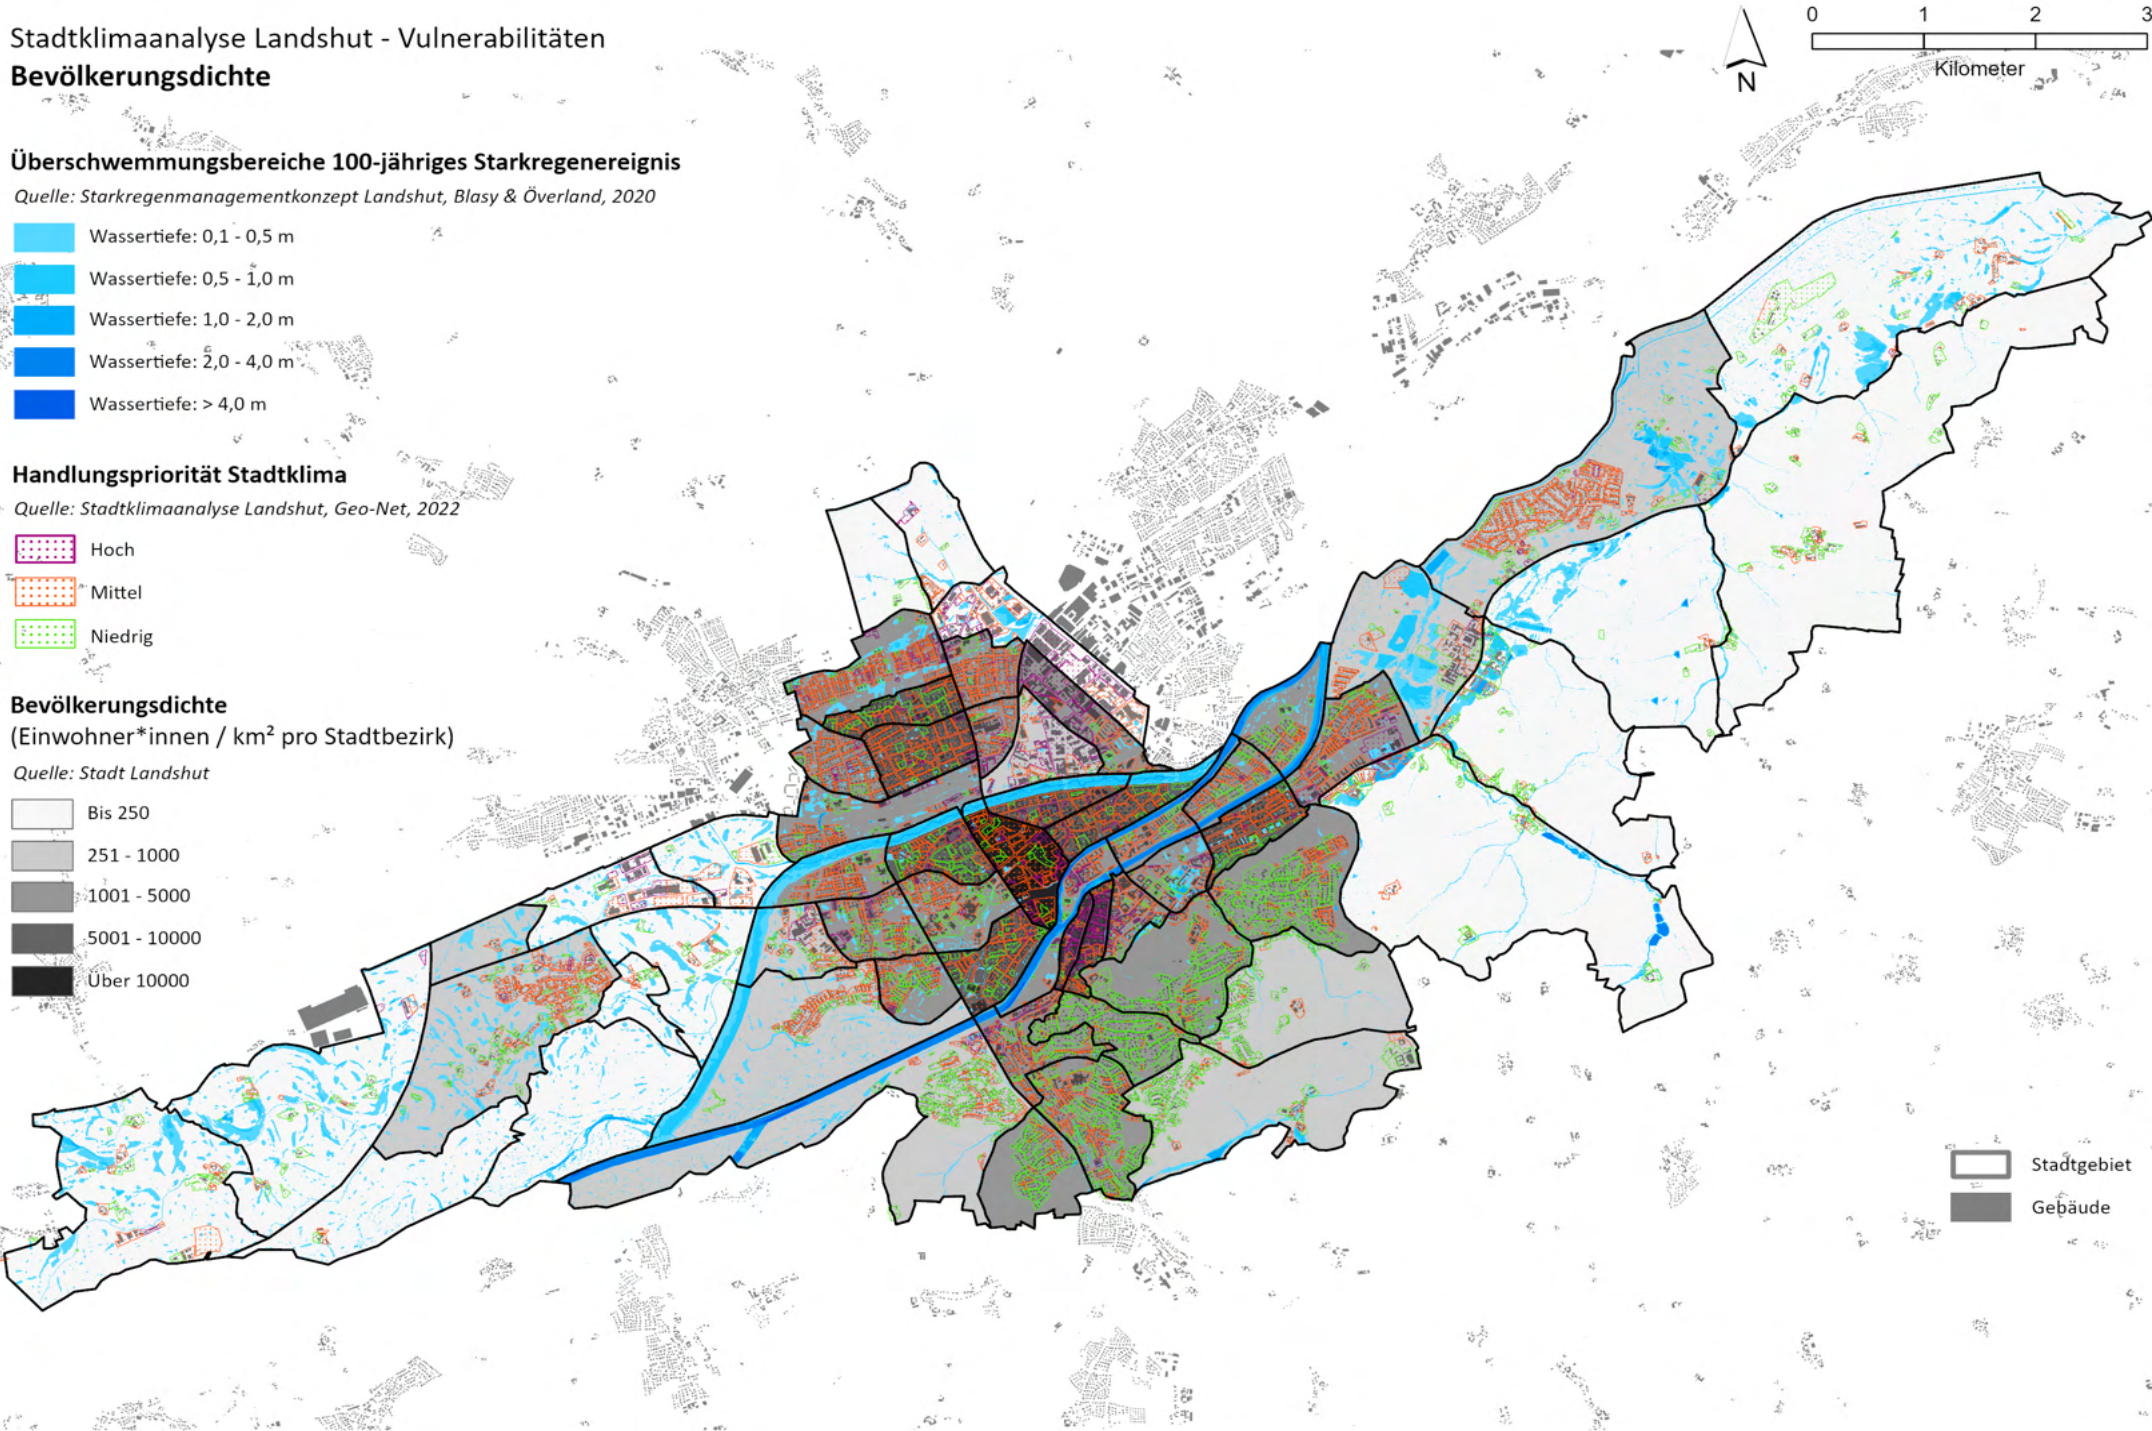 Stadtklimaanalyse Landshut - Vulnerabilitäten
Bevölkerungsdichte
Überschwemmungsbereiche 100-jähriges Starkregenereignis
Quelle: Starkregenmanagementkonzept Landshut, Blasy & Överland, 2020
Wassertiefe: 0,1 - 0,5 m
Wassertiefe: 0,5 - 1,0 m
Wassertiefe: 1,0 - 2,0 m
Wassertiefe: 2,0 - 4,0 m
Wassertiefe: > 4,0 m
Handlungspriorität Stadtklima
Quelle: Stadtklimaanalyse Landshut, Geo-Net, 2022
Hoch
Mittel
Niedrig
Bevölkerungsdichte
(Einwohner*innen / km² pro Stadtbezirk)
Quelle: Stadt Landshut
Bis 250
251 - 1000
1001 - 5000
5001 - 10000
Über 10000
0 1 2 3
Kilometer
N
Stadtgebiet
Gebäude